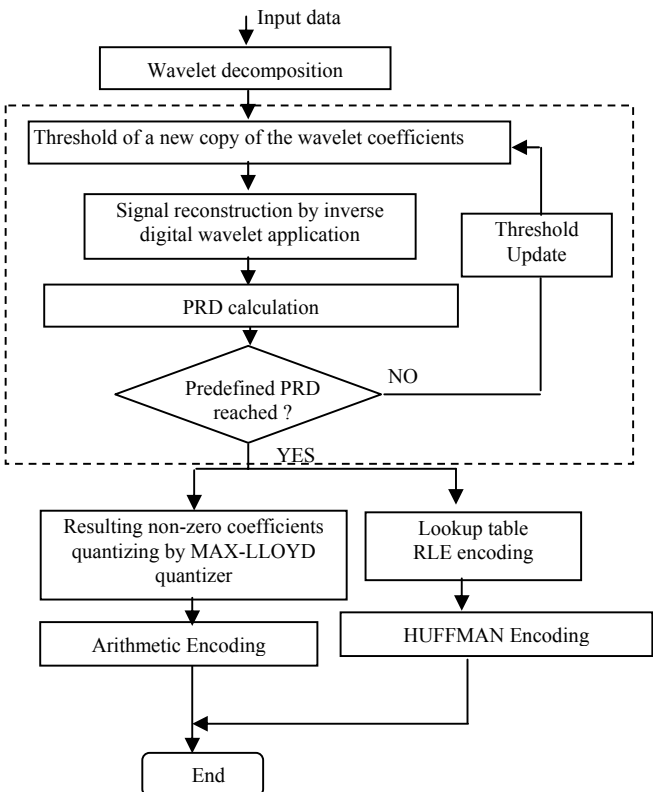 Input data
Wavelet decomposition
Threshold of a new copy of the wavelet coefficients
Signal reconstruction by inverse
digital wavelet application
Threshold
Update
PRD calculation
Predefined PRD
reached ?
NO
YES
Resulting non-zero coefficients
quantizing by MAX-LLOYD
quantizer
Lookup table
RLE encoding
Arithmetic Encoding
HUFFMAN Encoding
End